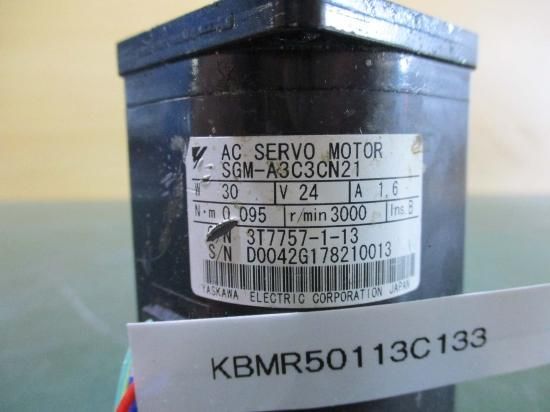 AC SERVO MOTOR
SGM-A3C3CN21
W 30 V 24 A 1.6
N·m 0.095 r/min 3000 Ins. B
/N 3T7757-1-13
S/N D0042G178210013
YASKAWA ELECTRIC CORPORATION JAPAN
KBMR50113C133